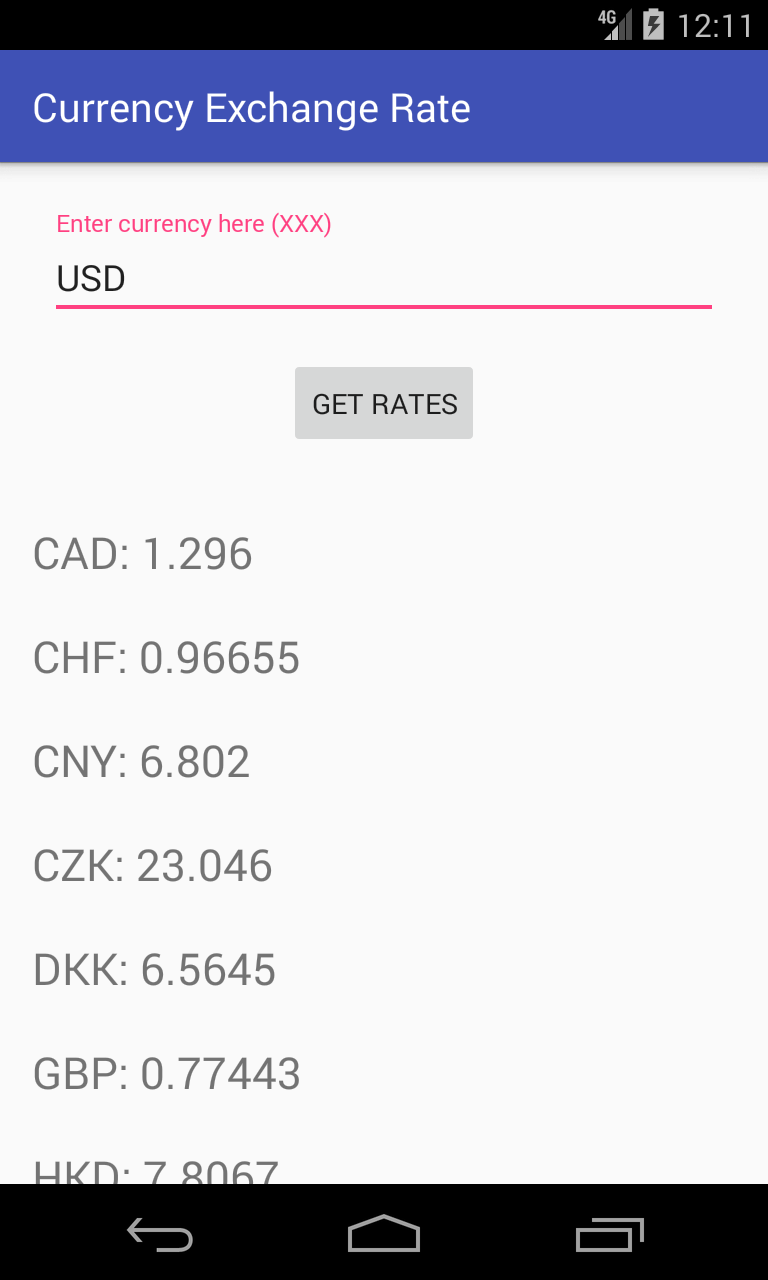 4G 12:11
Currency Exchange Rate
Enter currency here (XXX)
USD
GET RATES
CAD: 1.296
CHF: 0.96655
CNY: 6.802
CZK: 23.046
DKK: 6.5645
GBP: 0.77443
HKD: 7.8067